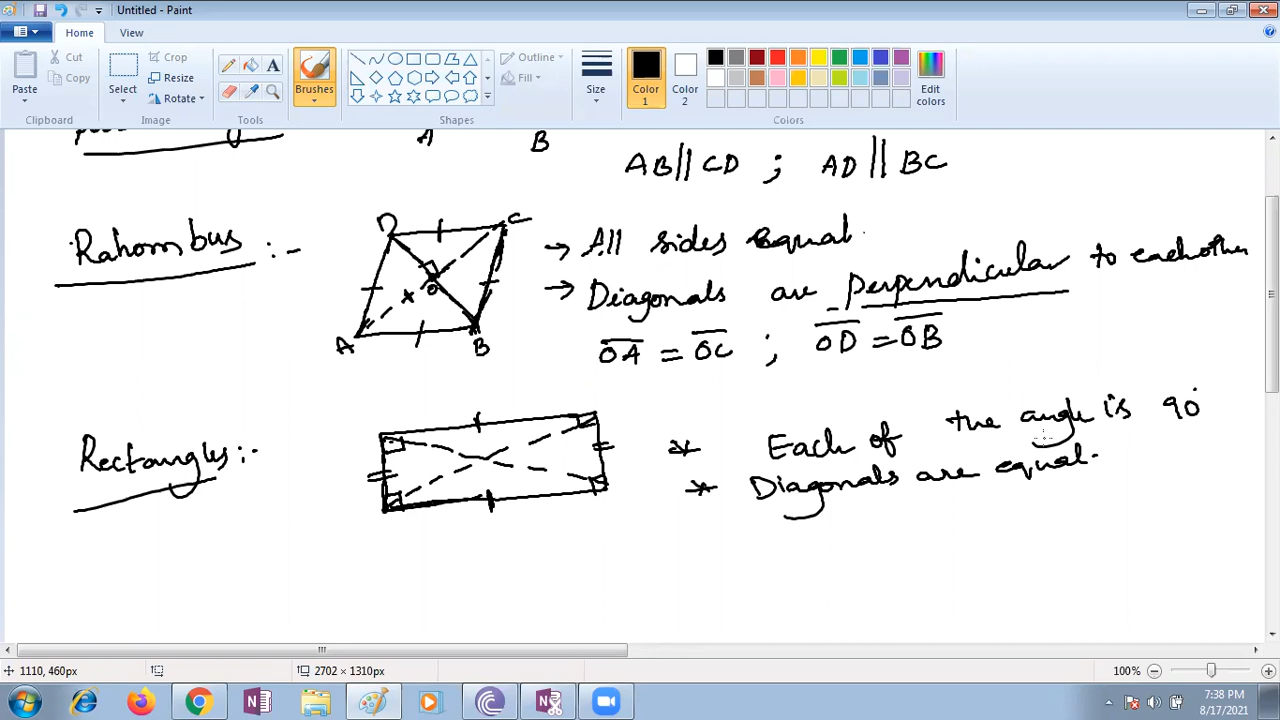 Untitled - Paint
Home View
Paste Cut Copy Clipboard
Select Crop Resize Rotate Image
Tools
Brushes
Outline Fill Shapes
Size
Color 1 Color 2 Edit colors Colors
A B
AB||CD ; AD||BC
Rahombus :-
D C
O
A B
→ All sides equal.
→ Diagonals are perpendicular to each other
OA = OC ; OD = OB
Rectangles :-
* Each of the angle is 90°
* Diagonals are equal.
1110, 460px
2702 × 1310px
100%
7:38 PM
8/17/2021